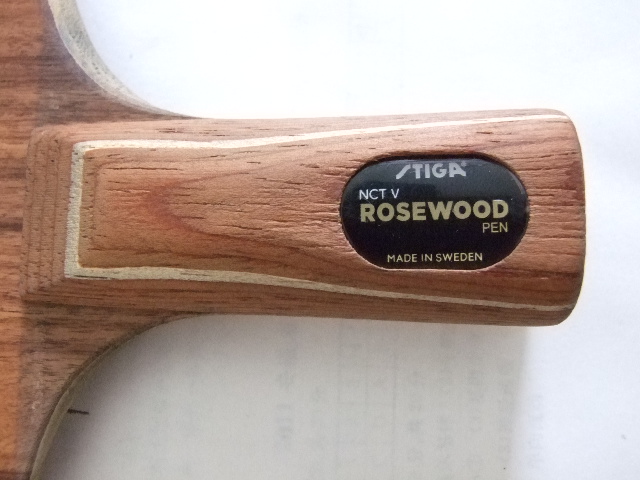 STIGA
NCT V
ROSEWOOD
PEN
MADE IN SWEDEN